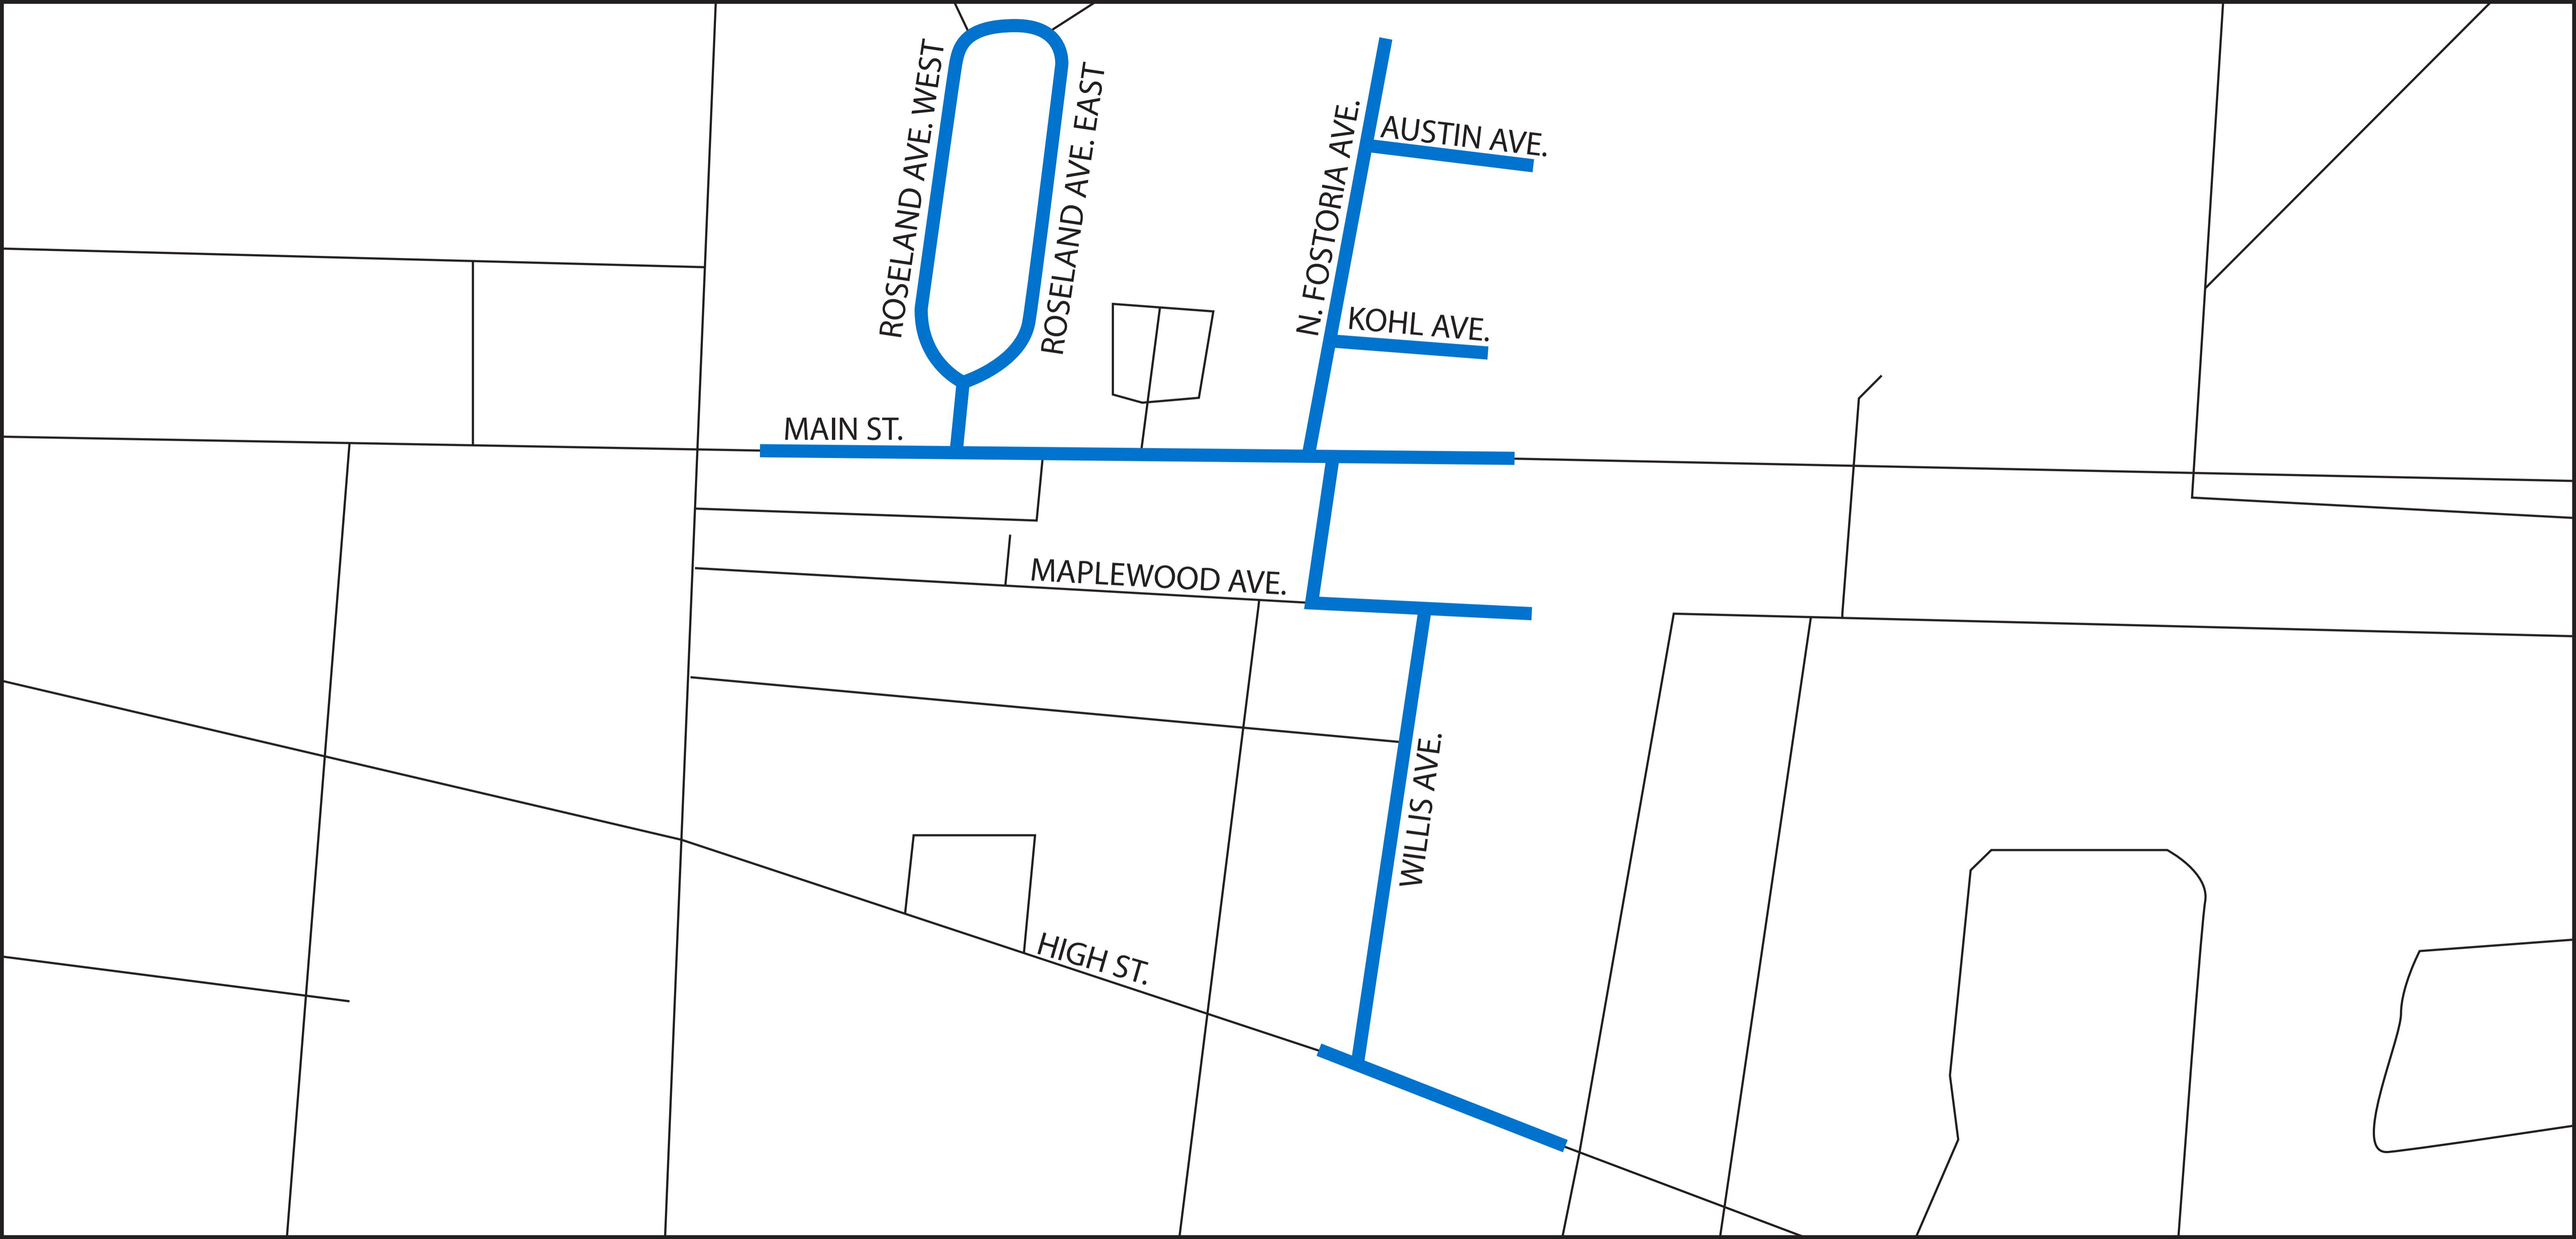 ROSELAND AVE. WEST
ROSELAND AVE. EAST
N. FOSTORIA AVE.
AUSTIN AVE.
KOHL AVE.
MAIN ST.
MAPLEWOOD AVE.
WILLIS AVE.
HIGH ST.